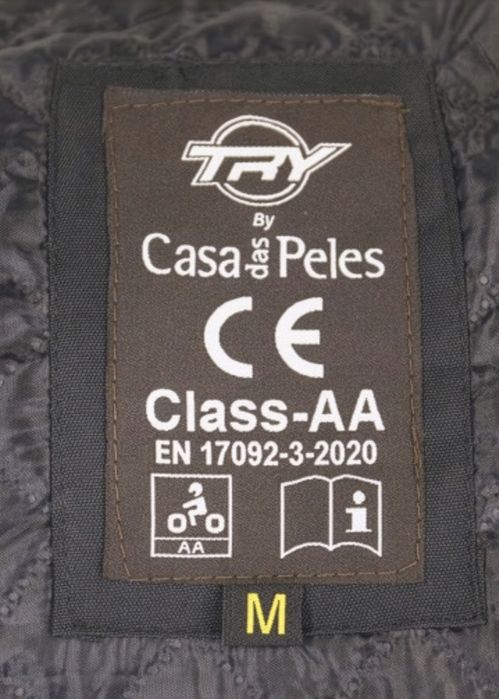 TRY
By
Casa das Peles
CE
Class-AA
EN 17092-3-2020
AA
i
M